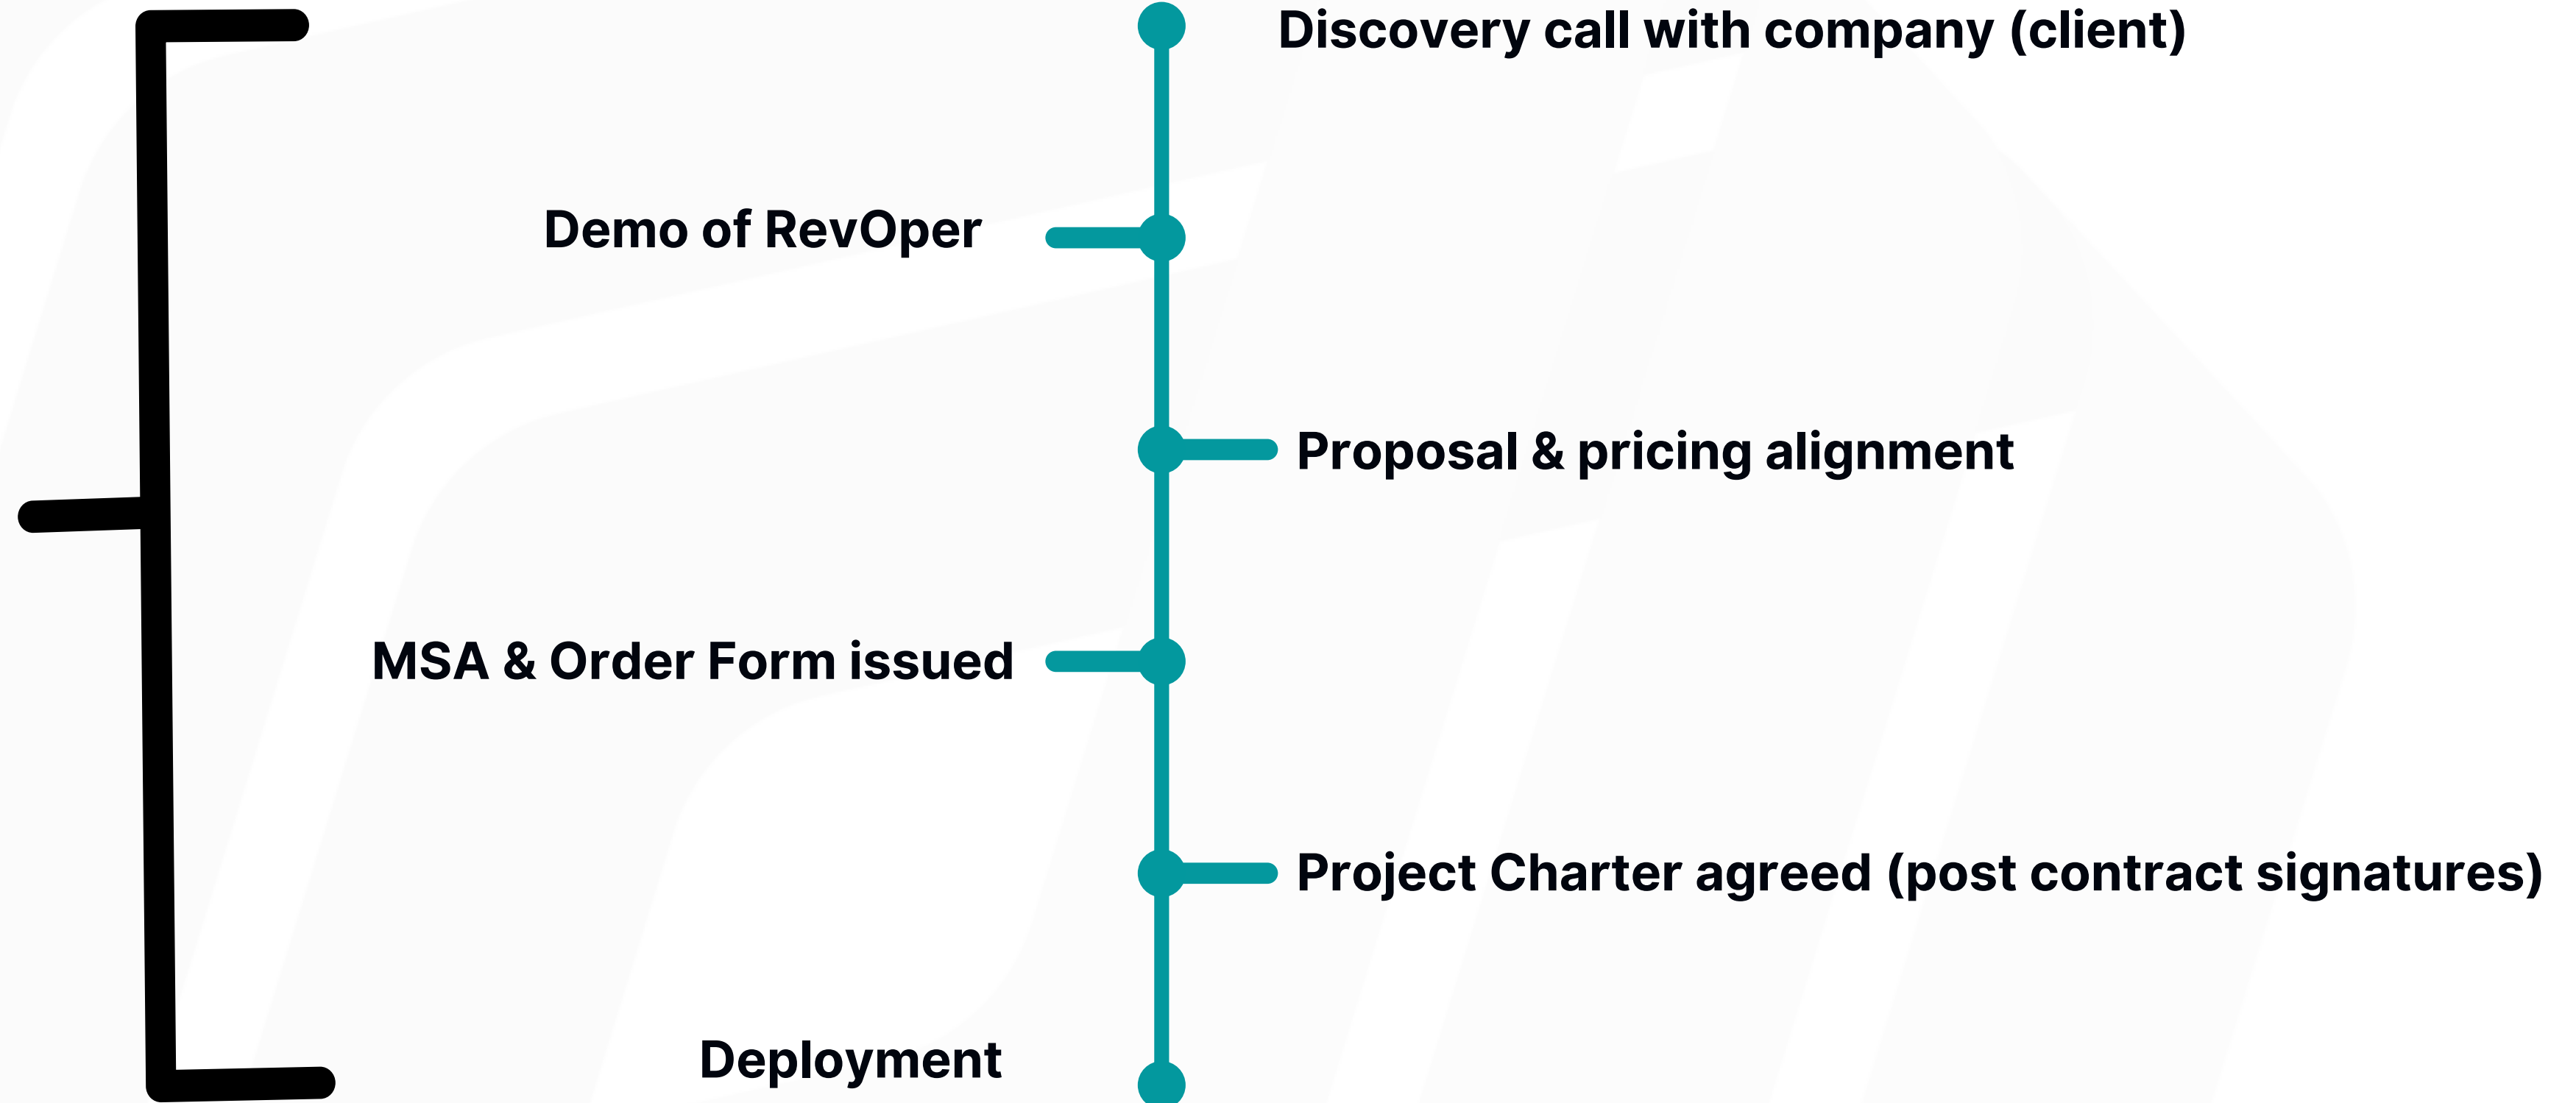 Discovery call with company (client)
Demo of RevOper
Proposal & pricing alignment
MSA & Order Form issued
Project Charter agreed (post contract signatures)
Deployment